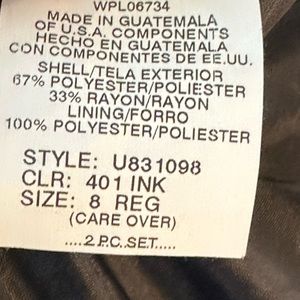 WPL06734
MADE IN GUATEMALA
OF U.S.A. COMPONENTS
HECHO EN GUATEMALA
CON COMPONENTES DE EE.UU.
SHELL/TELA EXTERIOR
67% POLYESTER/POLIESTER
33% RAYON/RAYON
LINING/FORRO
100% POLYESTER/POLIESTER
STYLE: U831098
CLR: 401 INK
SIZE: 8 REG
(CARE OVER)
.....2 P.C. SET.....